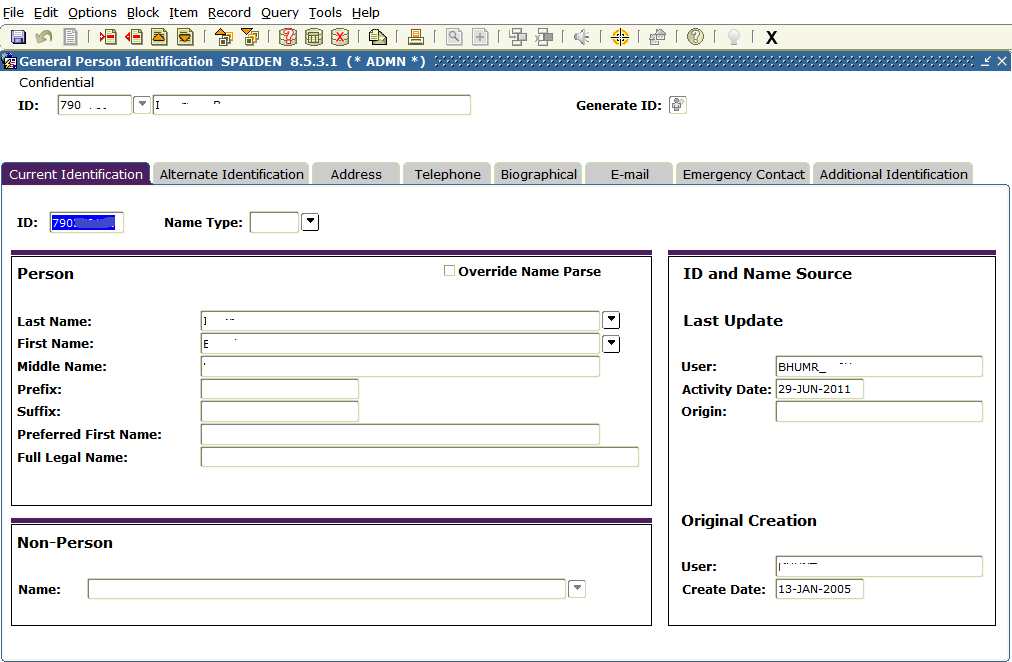 File Edit Options Block Item Record Query Tools Help
X
General Person Identification SPAIDEN 8.5.3.1 (* ADMN *)
Confidential
ID: 790
Generate ID:
Current Identification Alternate Identification Address Telephone Biographical E-mail Emergency Contact Additional Identification
ID: 790 Name Type:
Person Override Name Parse
ID and Name Source
Last Name:
Last Update
First Name:
Middle Name:
User: BHUMR_
Prefix:
Activity Date: 29-JUN-2011
Suffix:
Origin:
Preferred First Name:
Full Legal Name:
Original Creation
Non-Person
User:
Name:
Create Date: 13-JAN-2005